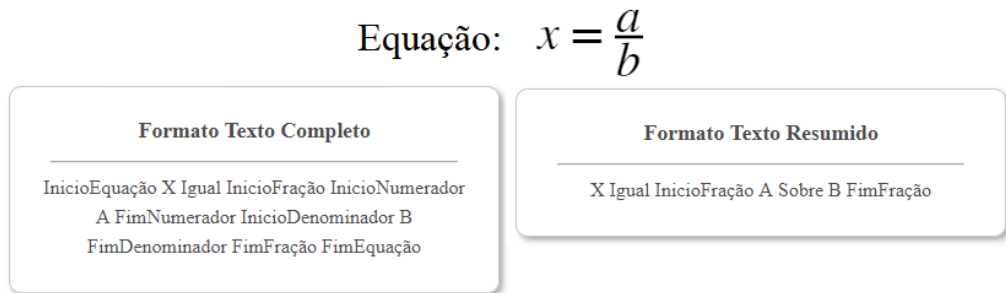 Equação: x = a/b
Formato Texto Completo
InicioEquação X Igual InicioFração InicioNumerador
A FimNumerador InicioDenominador B
FimDenominador FimFração FimEquação
Formato Texto Resumido
X Igual InicioFração A Sobre B FimFração